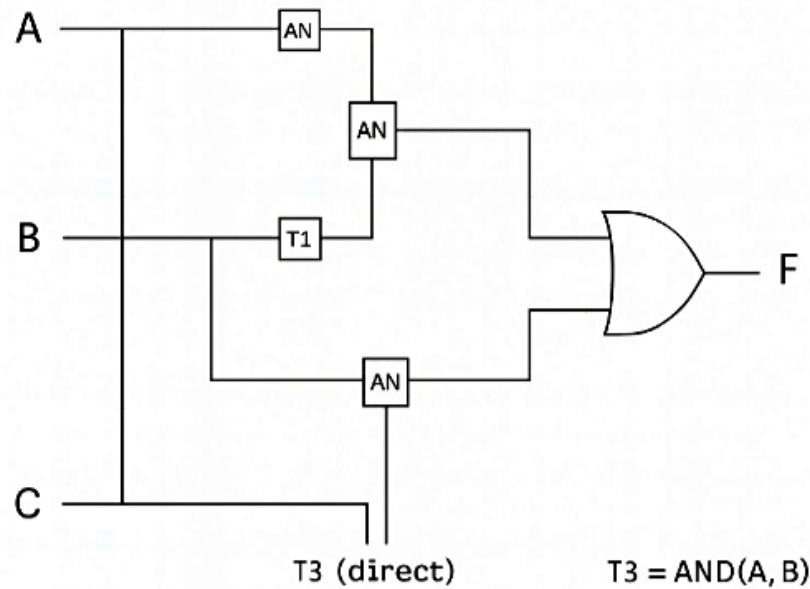 A
AN
AN
B
T1
F
AN
C
T3 (direct)
T3 = AND(A, B)